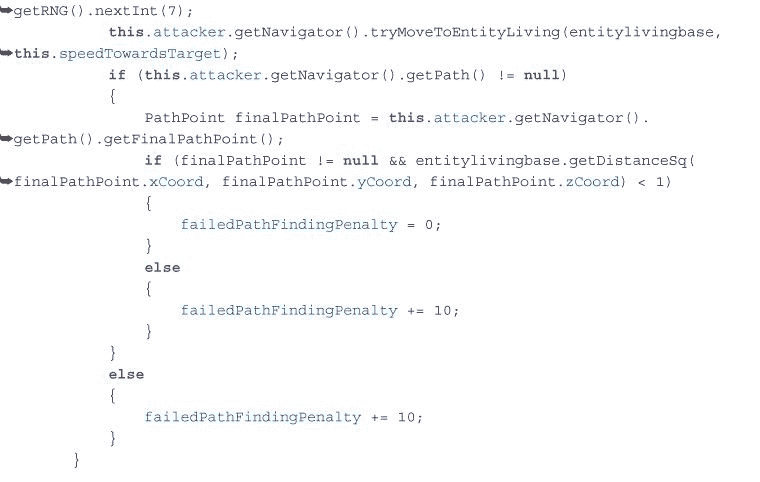 ➥getRNG().nextInt(7);
            this.attacker.getNavigator().tryMoveToEntityLiving(entitylivingbase,
➥this.speedTowardsTarget);
            if (this.attacker.getNavigator().getPath() != null)
            {
                PathPoint finalPathPoint = this.attacker.getNavigator().
➥getPath().getFinalPathPoint();
                if (finalPathPoint != null && entitylivingbase.getDistanceSq(
➥finalPathPoint.xCoord, finalPathPoint.yCoord, finalPathPoint.zCoord) < 1)
                {
                    failedPathFindingPenalty = 0;
                }
                else
                {
                    failedPathFindingPenalty += 10;
                }
            }
            else
            {
                failedPathFindingPenalty += 10;
            }
        }